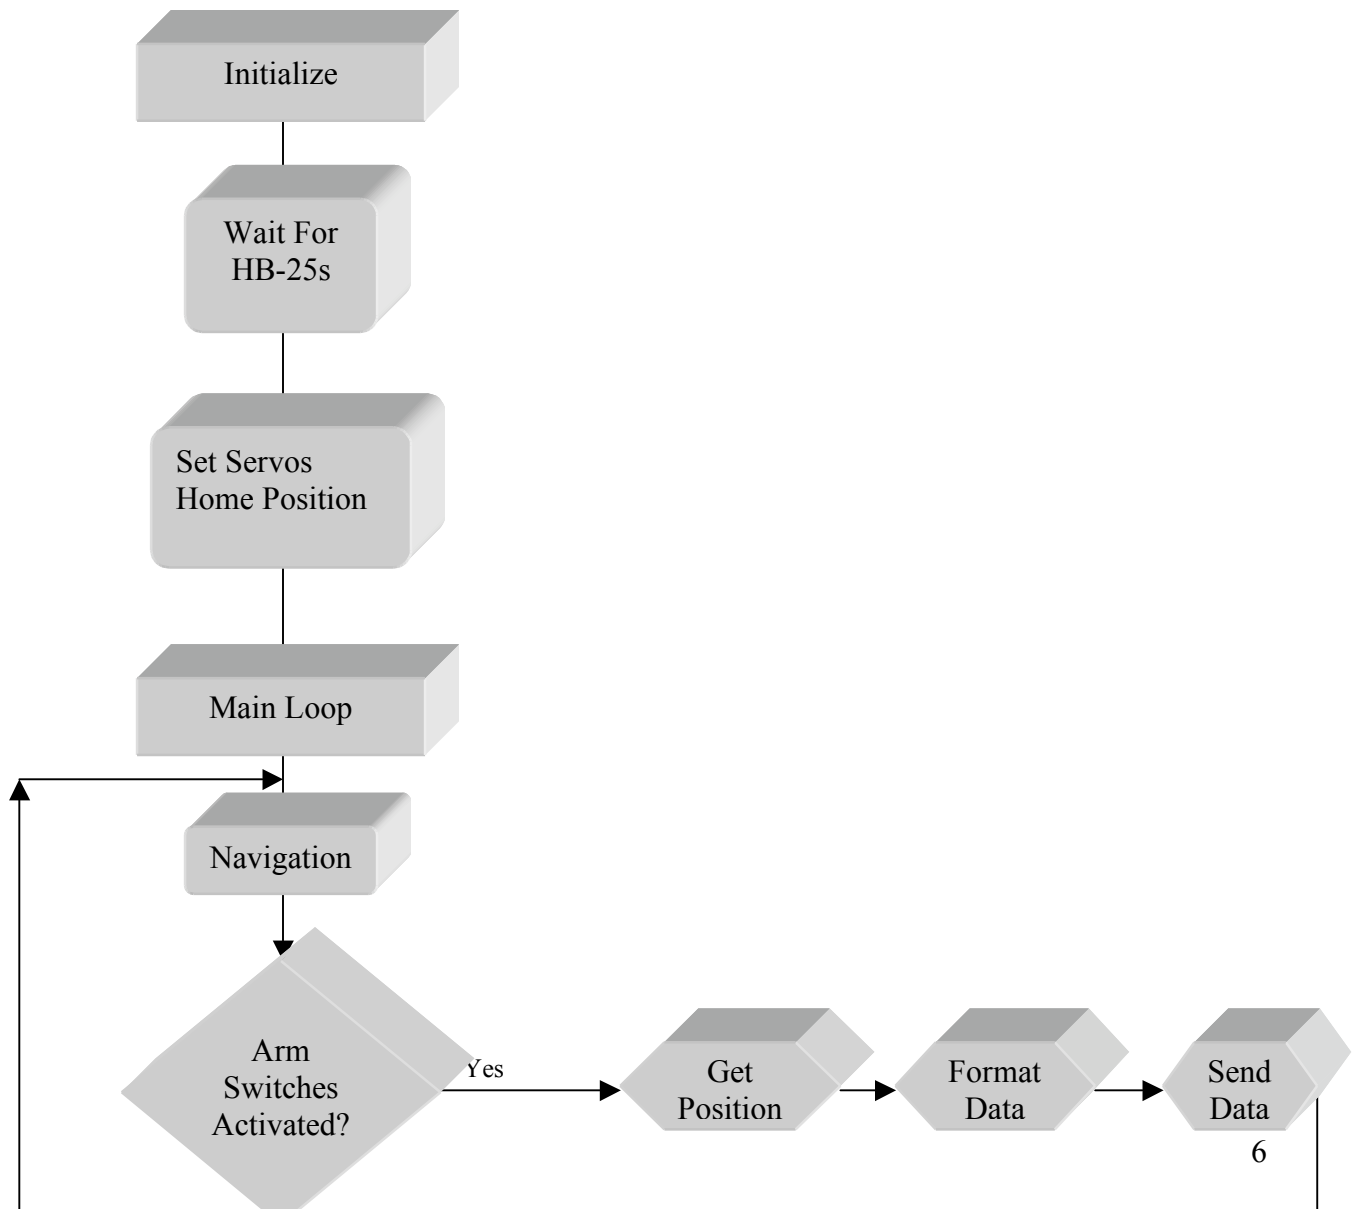 Initialize
Wait For
HB-25s
Set Servos
Home Position
Main Loop
Navigation
Arm
Switches
Activated?
Yes
Get
Position
Format
Data
Send
Data
6